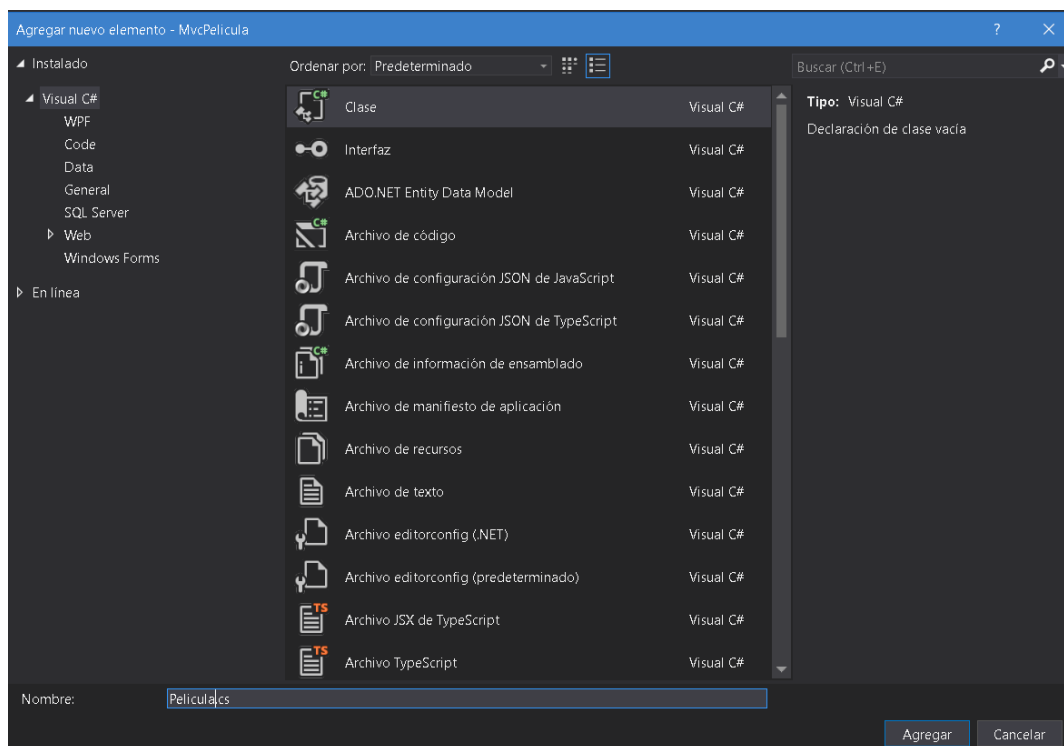 Agregar nuevo elemento - MvcPelicula
? ×
Instalado
Visual C#
WPF
Code
Data
General
SQL Server
Web
Windows Forms
En línea
Ordenar por: Predeterminado
Clase Visual C#
Interfaz Visual C#
ADO.NET Entity Data Model Visual C#
Archivo de código Visual C#
Archivo de configuración JSON de JavaScript Visual C#
Archivo de configuración JSON de TypeScript Visual C#
Archivo de información de ensamblado Visual C#
Archivo de manifiesto de aplicación Visual C#
Archivo de recursos Visual C#
Archivo de texto Visual C#
Archivo editorconfig (.NET) Visual C#
Archivo editorconfig (predeterminado) Visual C#
Archivo JSX de TypeScript Visual C#
Archivo TypeScript Visual C#
Buscar (Ctrl+E)
Tipo: Visual C#
Declaración de clase vacía
Nombre: Pelicula.cs
Agregar Cancelar